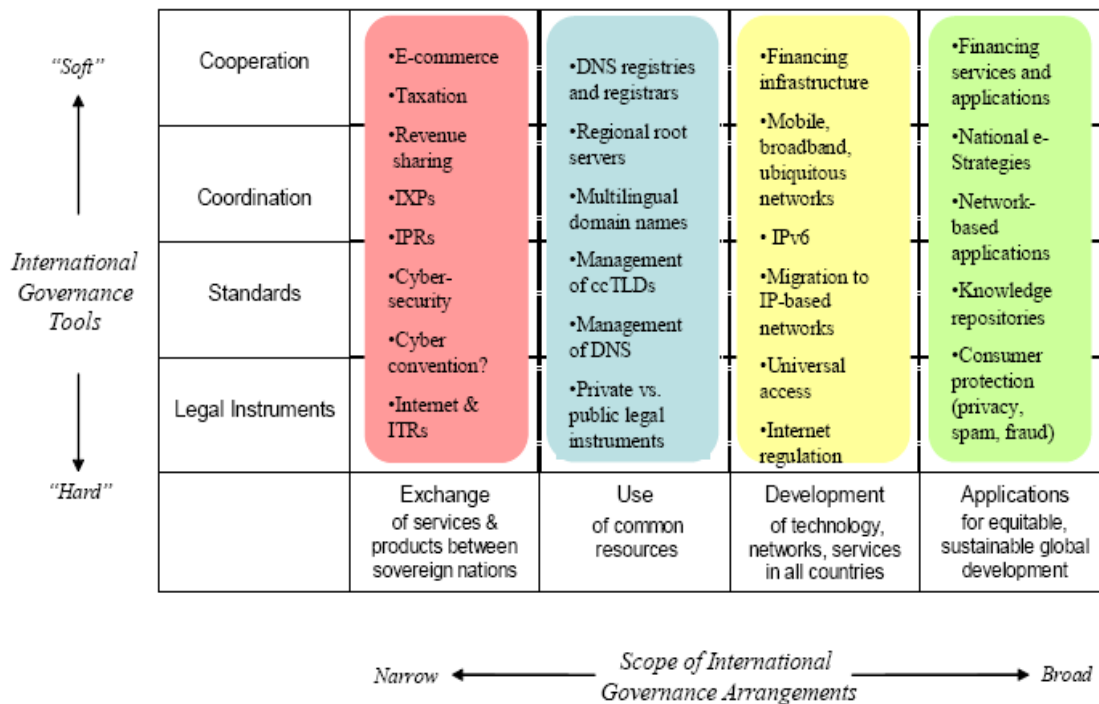 “Soft”
International
Governance
Tools
“Hard”
Cooperation
Coordination
Standards
Legal Instruments
•E-commerce
•Taxation
•Revenue
sharing
•IXPs
•IPRs
•Cyber-
security
•Cyber
convention?
•Internet &
ITRs
•DNS registries
and registrars
•Regional root
servers
•Multilingual
domain names
•Management
of ccTLDs
•Management
of DNS
•Private vs.
public legal
instruments
•Financing
infrastructure
•Mobile,
broadband,
ubiquitous
networks
• IPv6
•Migration to
IP-based
networks
•Universal
access
•Internet
regulation
•Financing
services and
applications
•National e-
Strategies
•Network-
based
applications
•Knowledge
repositories
•Consumer
protection
(privacy,
spam, fraud)
Exchange
of services &
products between
sovereign nations
Use
of common
resources
Development
of technology,
networks, services
in all countries
Applications
for equitable,
sustainable global
development
Narrow
Scope of International
Governance Arrangements
Broad